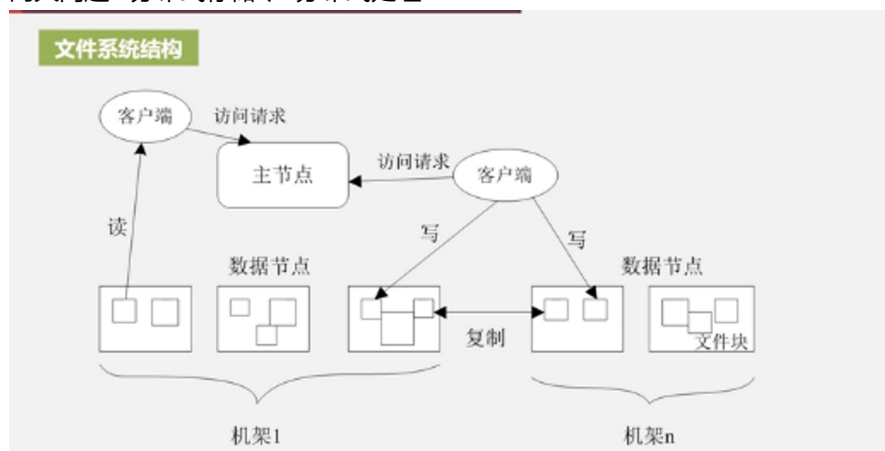 文件系统结构
客户端
访问请求
主节点
访问请求
客户端
读
写
写
数据节点
数据节点
复制
文件块
机架1
机架n